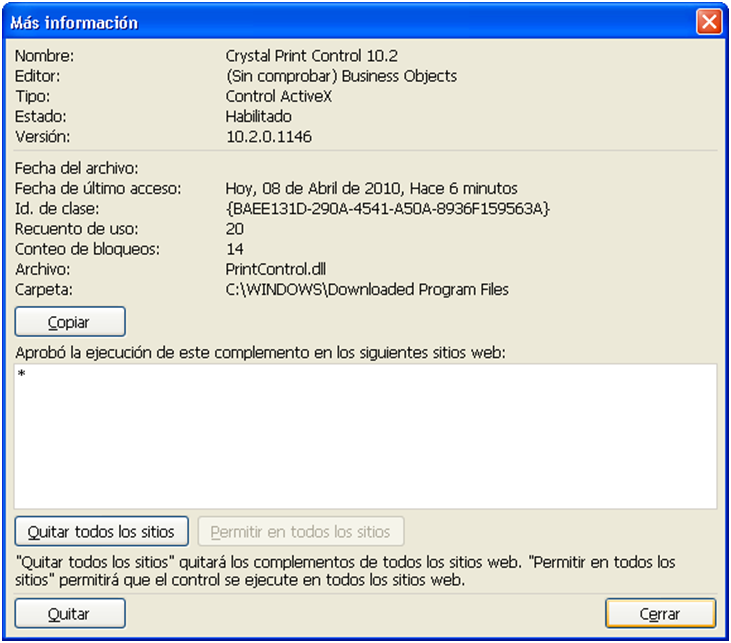 Más información
Nombre: Crystal Print Control 10.2
Editor: (Sin comprobar) Business Objects
Tipo: Control ActiveX
Estado: Habilitado
Versión: 10.2.0.1146
Fecha del archivo:
Fecha de último acceso: Hoy, 08 de Abril de 2010, Hace 6 minutos
Id. de clase: {BAEE131D-290A-4541-A50A-8936F159563A}
Recuento de uso: 20
Conteo de bloqueos: 14
Archivo: PrintControl.dll
Carpeta: C:\WINDOWS\Downloaded Program Files
Copiar
Aprobó la ejecución de este complemento en los siguientes sitios web:
*
Quitar todos los sitios Permitir en todos los sitios
"Quitar todos los sitios" quitará los complementos de todos los sitios web. "Permitir en todos los
sitios" permitirá que el control se ejecute en todos los sitios web.
Quitar Cerrar